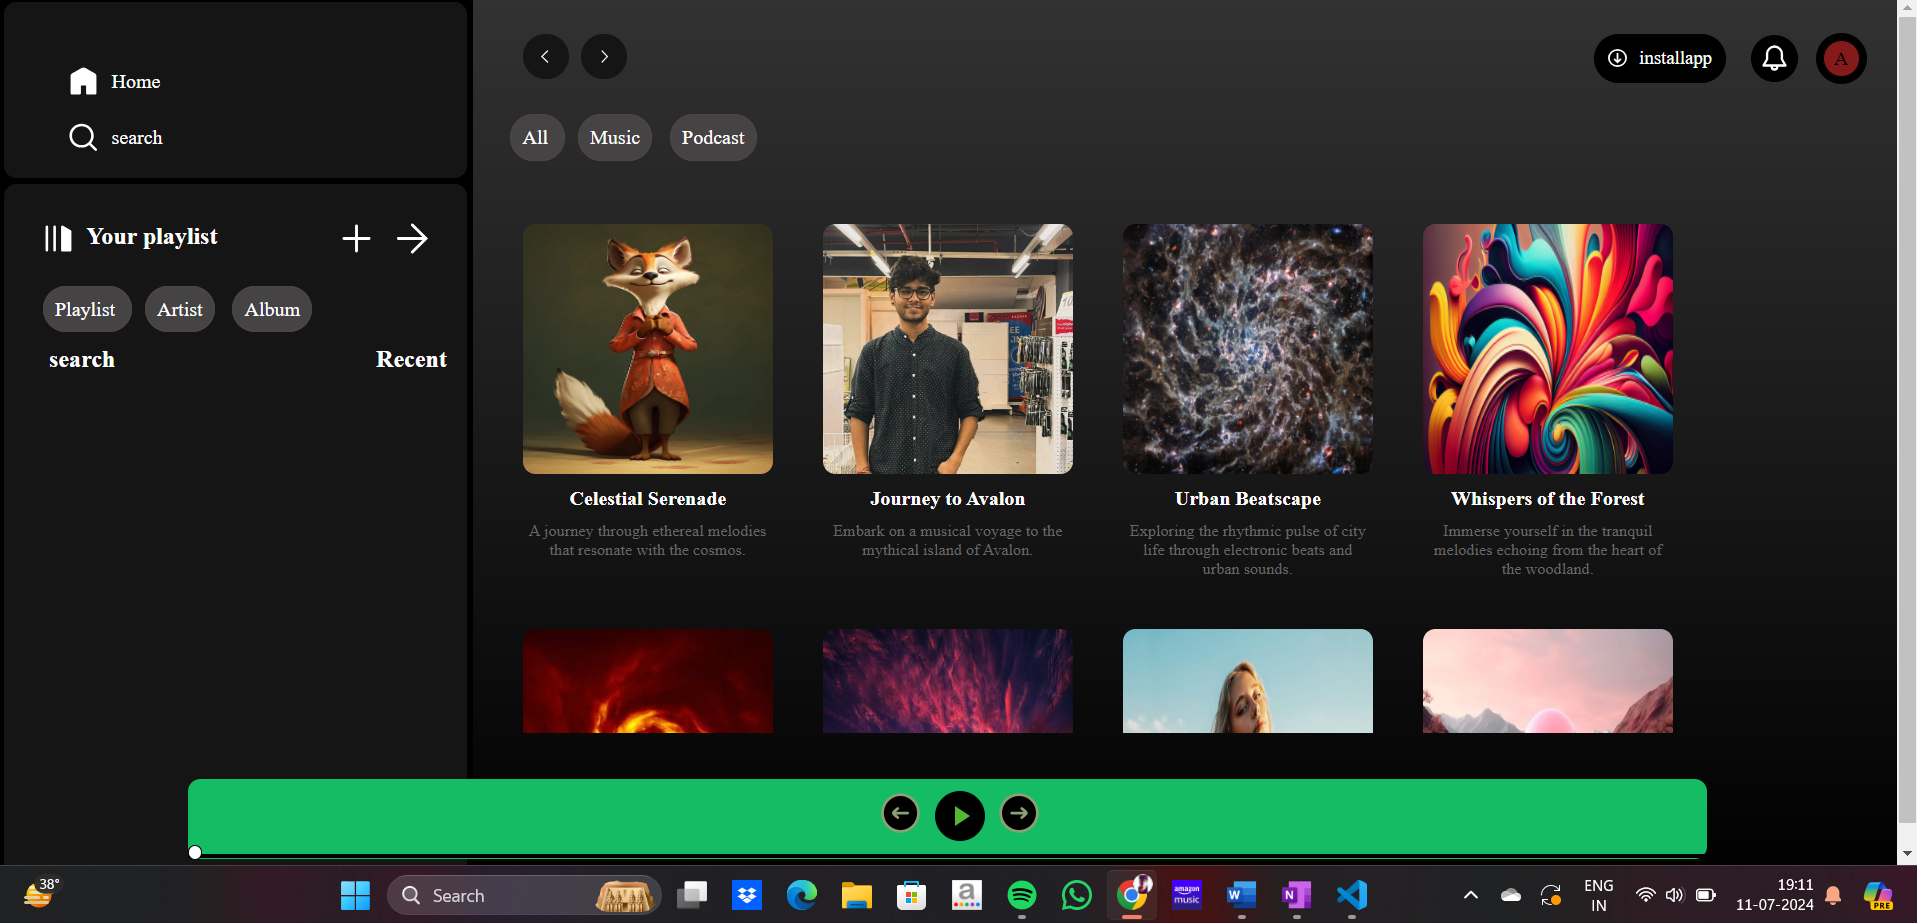 Home
search
Your playlist
Playlist Artist Album
search Recent
installapp
A
All Music Podcast
Celestial Serenade
A journey through ethereal melodies
that resonate with the cosmos.
Journey to Avalon
Embark on a musical voyage to the
mythical island of Avalon.
Urban Beatscape
Exploring the rhythmic pulse of city
life through electronic beats and
urban sounds.
Whispers of the Forest
Immerse yourself in the tranquil
melodies echoing from the heart of
the woodland.
38°
Search
a
amazon
music
W
N
ENG
IN
19:11
11-07-2024
PRE